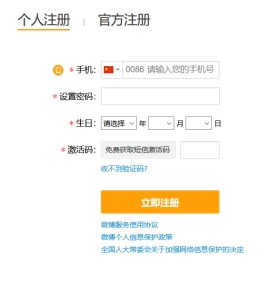 个人注册 | 官方注册
*手机: 0086 请输入您的手机号
*设置密码:
*生日: 请选择 年 月 日
*激活码: 免费获取短信激活码
收不到验证码?
立即注册
微博服务使用协议
微博个人信息保护政策
全国人大常委会关于加强网络信息保护的决定